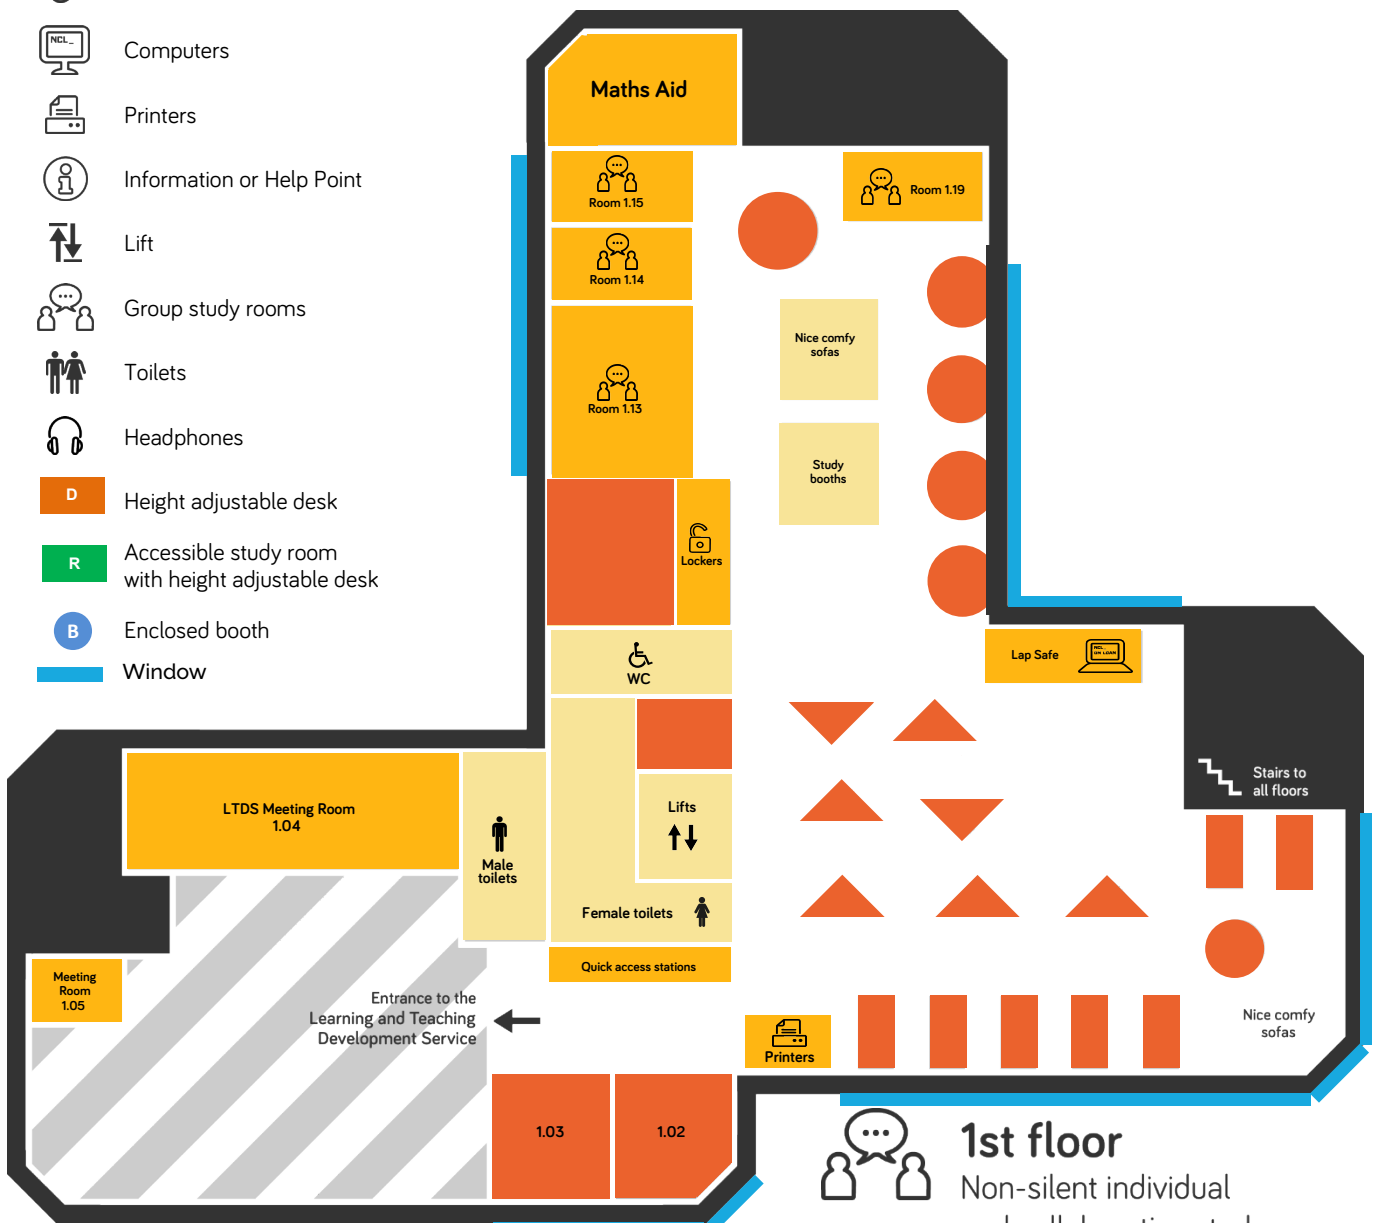 NCL_
Computers
Printers
Information or Help Point
Lift
Group study rooms
Toilets
Headphones
D
Height adjustable desk
R
Accessible study room
with height adjustable desk
B
Enclosed booth
Window
Maths Aid
Room 1.15
Room 1.19
Room 1.14
Room 1.13
Nice comfy
sofas
Study
booths
Lockers
WC
Lap Safe
NCL_
ON LOAN
Stairs to
all floors
LTDS Meeting Room
1.04
Male
toilets
Lifts
Female toilets
Quick access stations
Meeting
Room
1.05
Entrance to the
Learning and Teaching
Development Service
Printers
Nice comfy
sofas
1.03
1.02
1st floor
Non-silent individual